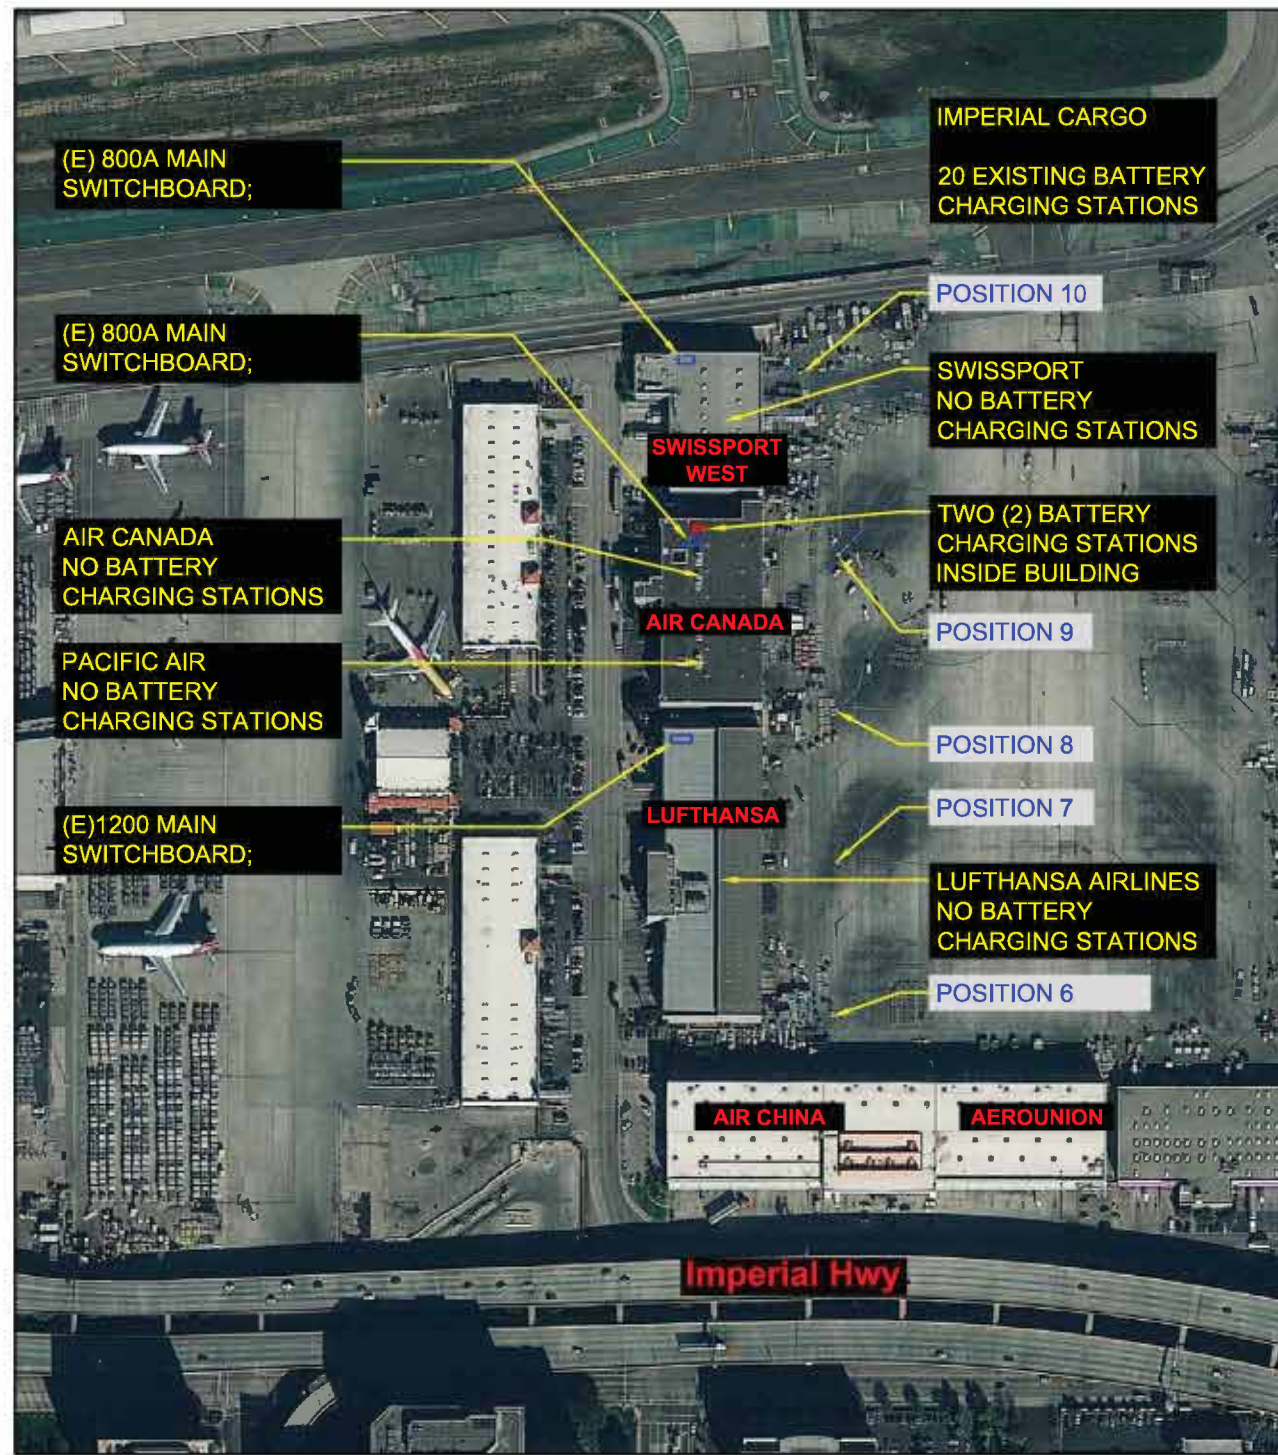 IMPERIAL CARGO
20 EXISTING BATTERY
CHARGING STATIONS
(E) 800A MAIN
SWITCHBOARD;
POSITION 10
(E) 800A MAIN
SWITCHBOARD;
SWISSPORT
NO BATTERY
CHARGING STATIONS
SWISSPORT
WEST
TWO (2) BATTERY
CHARGING STATIONS
INSIDE BUILDING
AIR CANADA
NO BATTERY
CHARGING STATIONS
AIR CANADA
POSITION 9
PACIFIC AIR
NO BATTERY
CHARGING STATIONS
POSITION 8
POSITION 7
(E)1200 MAIN
SWITCHBOARD;
LUFTHANSA
LUFTHANSA AIRLINES
NO BATTERY
CHARGING STATIONS
POSITION 6
AIR CHINA
AEROUNION
Imperial Hwy